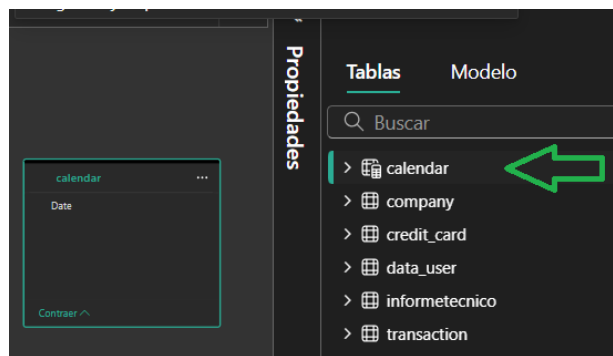 Propiedades
Tablas
Modelo
Buscar
calendar
company
credit_card
data_user
informetecnico
transaction
calendar
Date
Contraer